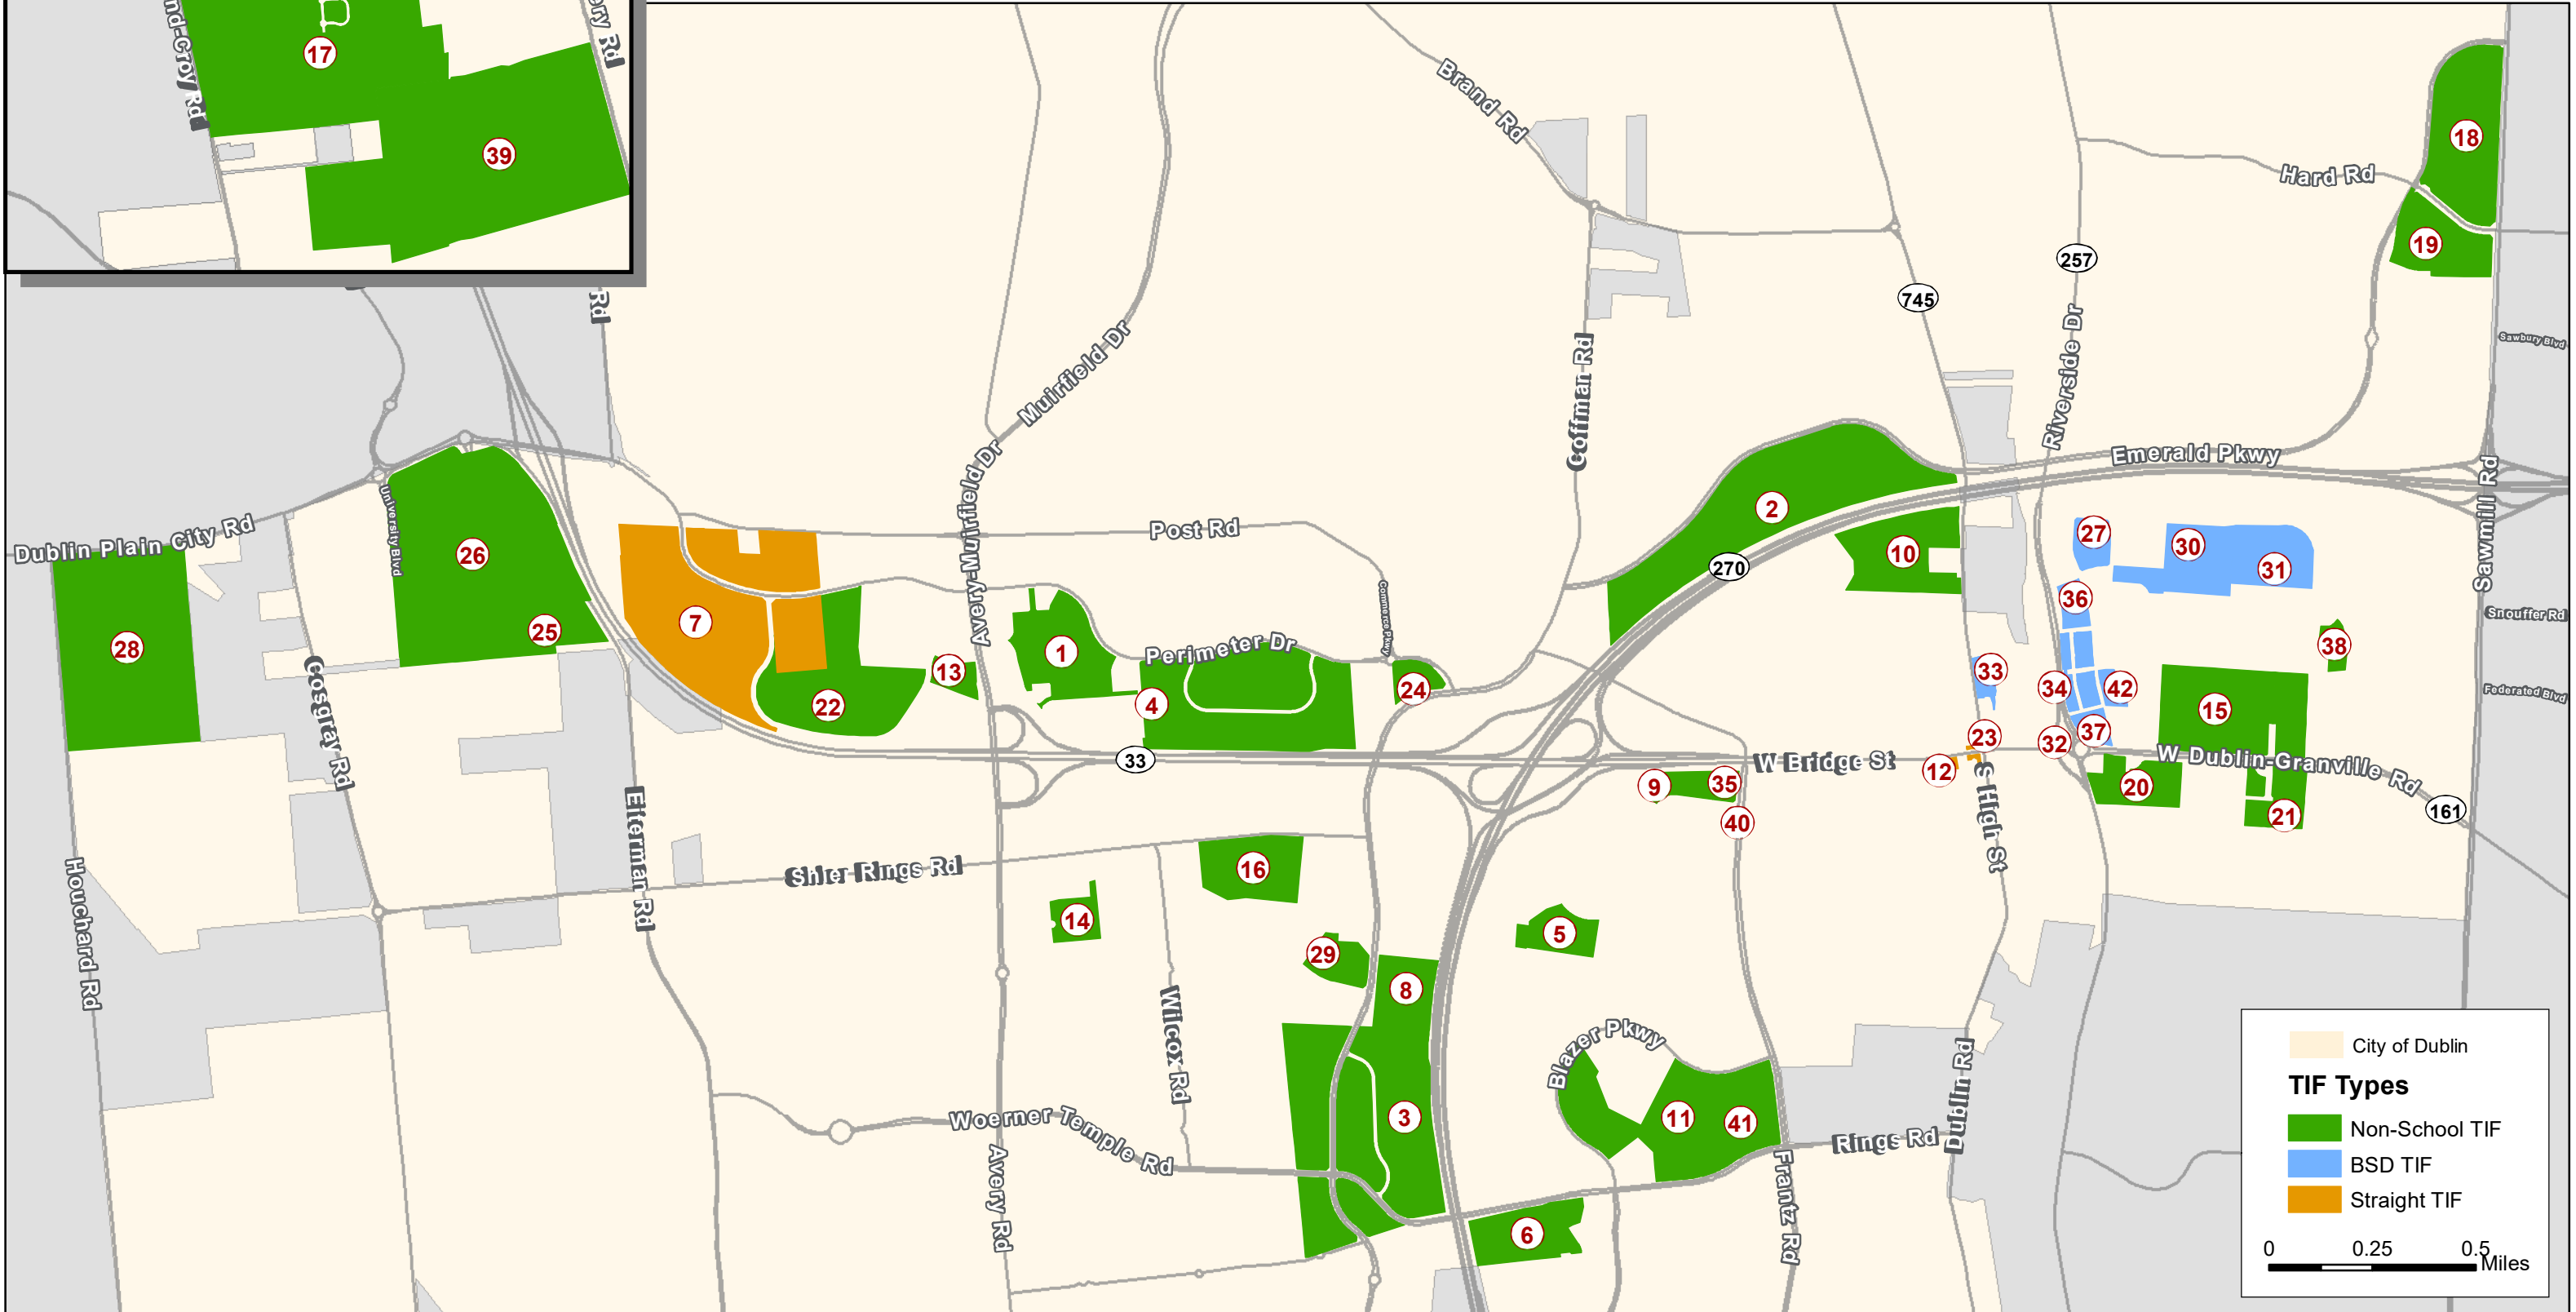 nd-Croy Rd
ery Rd
17
39
Rd
Brand Rd
18
Hard Rd
19
257
745
Muirfield Dr
Coffman Rd
Riverside Dr
Sawbury Blvd
Emerald Pkwy
Sawmill Rd
Avery-Muirfield Dr
University Blvd
Dublin Plain City Rd
Post Rd
2
27
30
31
26
10
270
Commerce Pkwy
36
Snouffer Rd
25
7
28
1
Perimeter Dr
38
13
33
24
34
42
Federated Blvd
22
4
15
Cosgray Rd
23
37
32
33
W Bridge St
W Dublin-Granville Rd
12
9
35
20
161
21
40
S High St
Eiterman Rd
Shier Rings Rd
16
Houchard Rd
14
5
29
8
Wilcox Rd
Blazer Pkwy
Dublin Rd
Woerner Temple Rd
3
11
41
Rings Rd
Avery Rd
Frantz Rd
6
City of Dublin
TIF Types
Non-School TIF
BSD TIF
Straight TIF
0 0.25 0.5
Miles